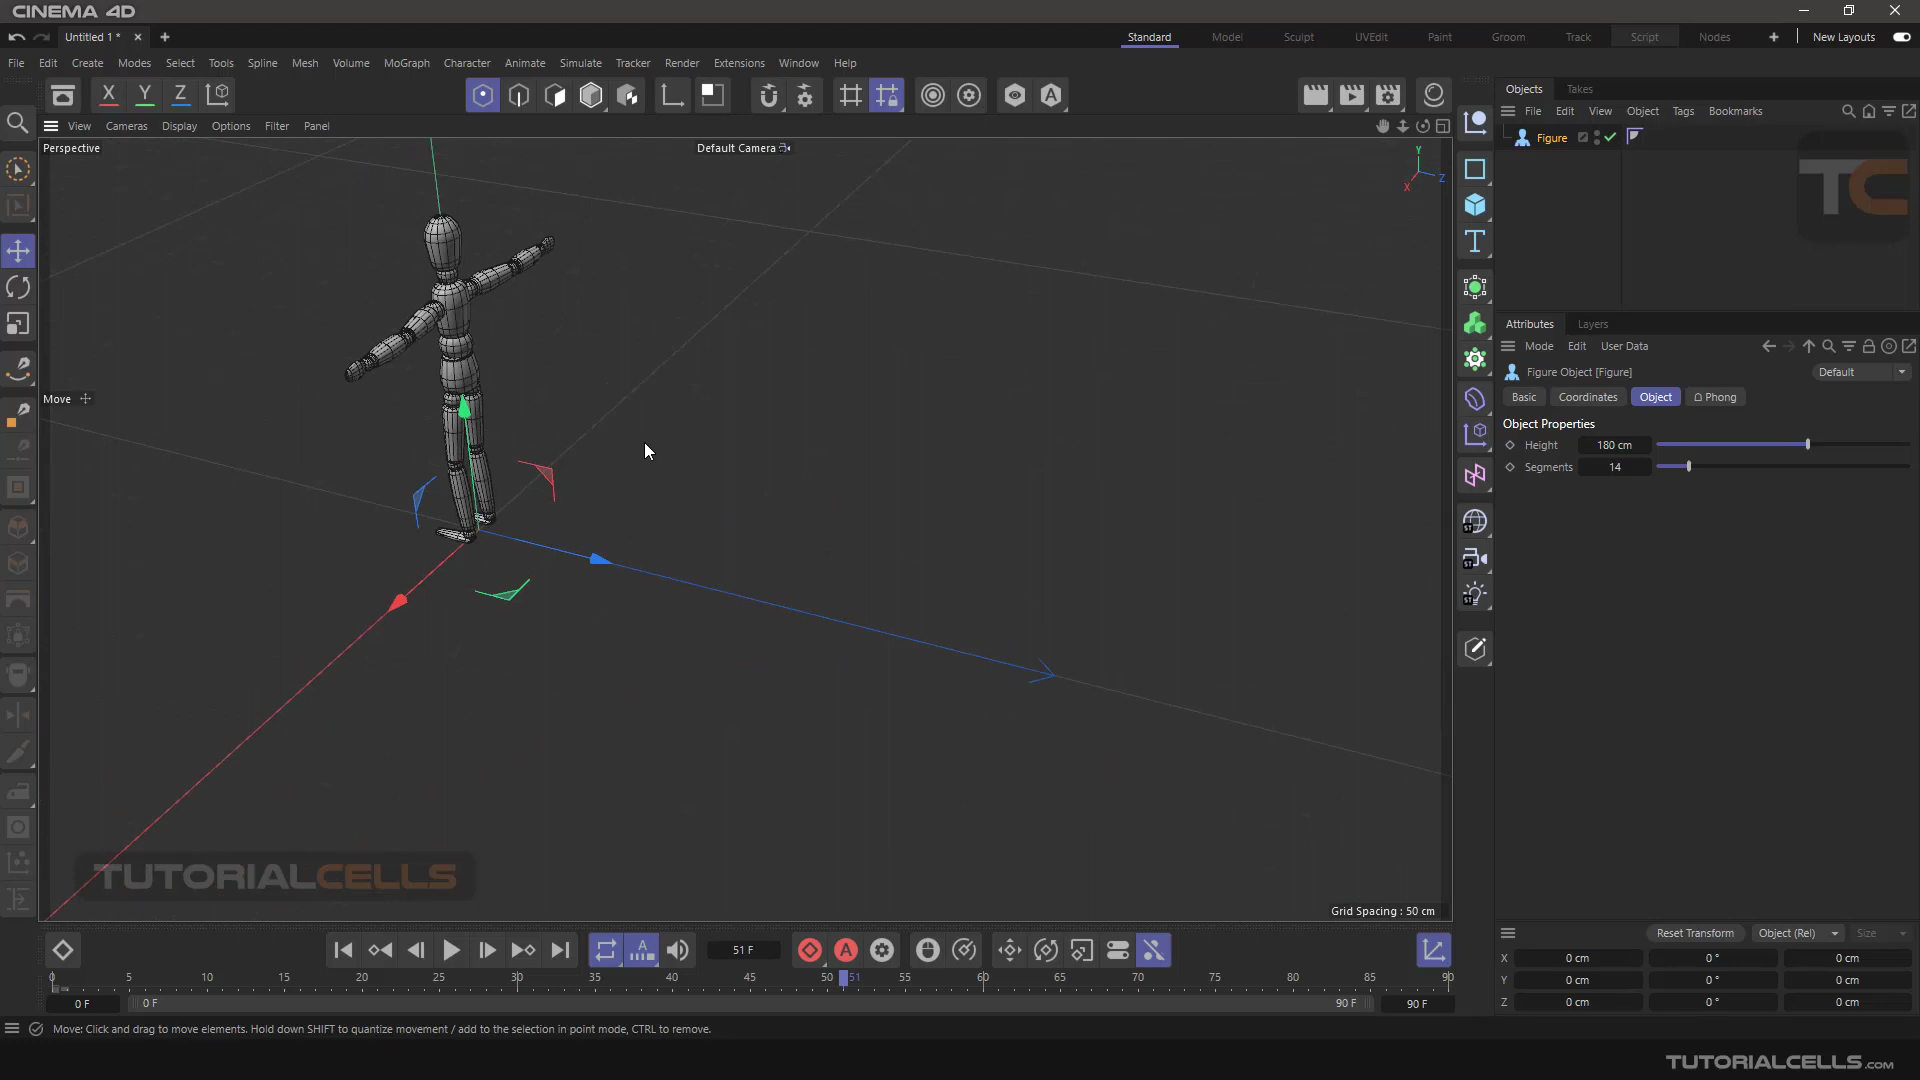 CINEMA 4D
Untitled 1 *
Standard Model Sculpt UVEdit Paint Groom Track Script Nodes New Layouts
File Edit Create Modes Select Tools Spline Mesh Volume MoGraph Character Animate Simulate Tracker Render Extensions Window Help
X Y Z
Objects Takes
File Edit View Object Tags Bookmarks
View Cameras Display Options Filter Panel
Figure
Perspective
Default Camera
Y
Z
X
TC
Move
Attributes Layers
Mode Edit User Data
Figure Object [Figure]
Default
Basic Coordinates Object Phong
Object Properties
Height 180 cm
Segments 14
ST
ST
ST
TUTORIALCELLS
Grid Spacing : 50 cm
51 F
0 5 10 15 20 25 30 35 40 45 50 51 55 60 65 70 75 80 85 90
0 F 0 F 90 F 90 F
Reset Transform Object (Rel) Size
X 0 cm 0 ° 0 cm
Y 0 cm 0 ° 0 cm
Z 0 cm 0 ° 0 cm
Move: Click and drag to move elements. Hold down SHIFT to quantize movement / add to the selection in point mode, CTRL to remove.
TUTORIALCELLS.COM